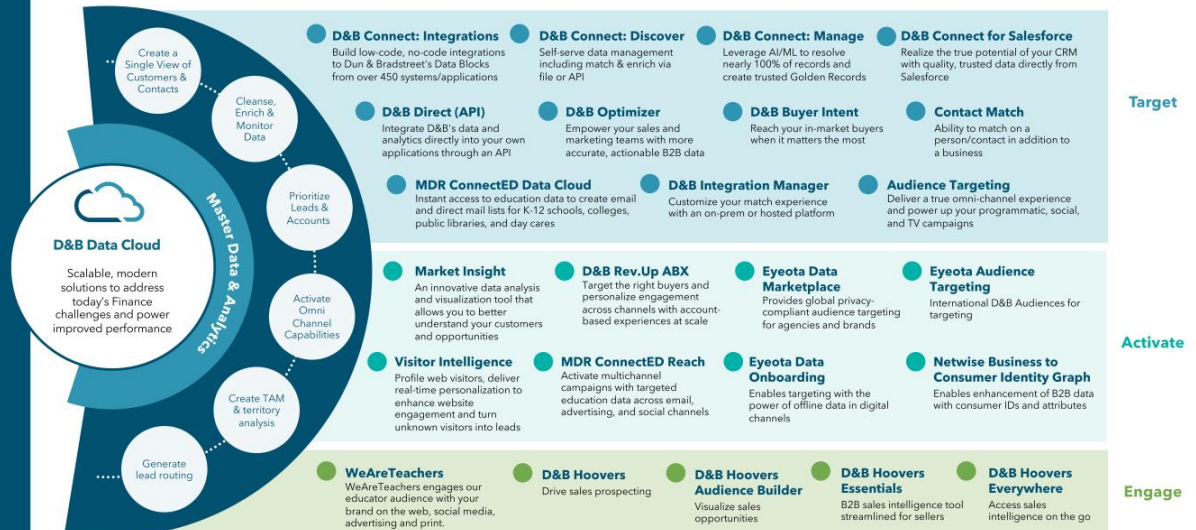 Create a
Single View of
Customers &
Contacts
Cleanse,
Enrich &
Monitor
Data
Prioritize
Leads &
Accounts
Activate
Omni
Channel
Capabilities
Create TAM
& territory
analysis
Generate
lead routing
Master Data & Analytics
D&B Data Cloud
Scalable, modern
solutions to address
today's Finance
challenges and power
improved performance
D&B Connect: Integrations
Build low-code, no-code integrations
to Dun & Bradstreet's Data Blocks
from over 450 systems/applications
D&B Connect: Discover
Self-serve data management
including match & enrich via
file or API
D&B Connect: Manage
Leverage AI/ML to resolve
nearly 100% of records and
create trusted Golden Records
D&B Connect for Salesforce
Realize the true potential of your CRM
with quality, trusted data directly from
Salesforce
D&B Direct (API)
Integrate D&B's data and
analytics directly into your own
applications through an API
D&B Optimizer
Empower your sales and
marketing teams with more
accurate, actionable B2B data
D&B Buyer Intent
Reach your in-market buyers
when it matters the most
Contact Match
Ability to match on a
person/contact in addition to
a business
MDR ConnectED Data Cloud
Instant access to education data to create email
and direct mail lists for K-12 schools, colleges,
public libraries, and day cares
D&B Integration Manager
Customize your match experience
with an on-prem or hosted platform
Audience Targeting
Deliver a true omni-channel experience
and power up your programmatic, social,
and TV campaigns
Target
Market Insight
An innovative data analysis
and visualization tool that
allows you to better
understand your customers
and opportunities
D&B Rev.Up ABX
Target the right buyers and
personalize engagement
across channels with account-
based experiences at scale
Eyeota Data
Marketplace
Provides global privacy-
compliant audience targeting
for agencies and brands
Eyeota Audience
Targeting
International D&B Audiences for
targeting
Visitor Intelligence
Profile web visitors, deliver
real-time personalization to
enhance website
engagement and turn
unknown visitors into leads
MDR ConnectED Reach
Activate multichannel
campaigns with targeted
education data across email,
advertising, and social channels
Eyeota Data
Onboarding
Enables targeting with the
power of offline data in digital
channels
Netwise Business to
Consumer Identity Graph
Enables enhancement of B2B data
with consumer IDs and attributes
Activate
WeAreTeachers
WeAreTeachers engages our
educator audience with your
brand on the web, social media,
advertising and print.
D&B Hoovers
Drive sales prospecting
D&B Hoovers
Audience Builder
Visualize sales
opportunities
D&B Hoovers
Essentials
B2B sales intelligence tool
streamlined for sellers
D&B Hoovers
Everywhere
Access sales
intelligence on the go
Engage